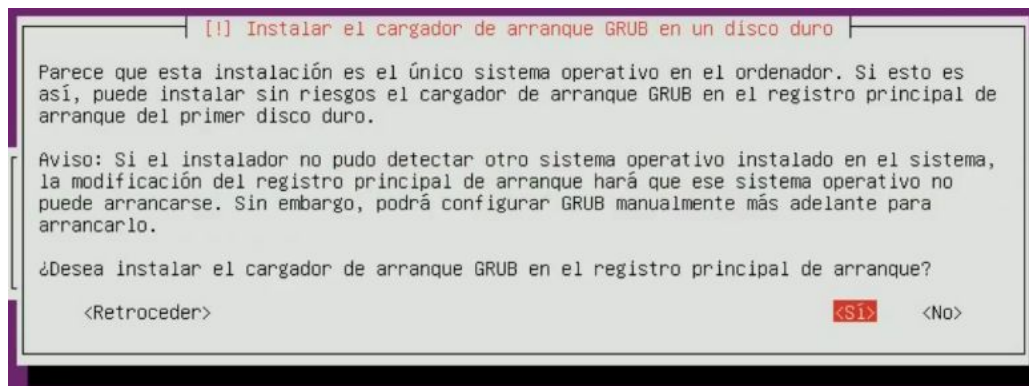 [!] Instalar el cargador de arranque GRUB en un disco duro
Parece que esta instalación es el único sistema operativo en el ordenador. Si esto es
así, puede instalar sin riesgos el cargador de arranque GRUB en el registro principal de
arranque del primer disco duro.
Aviso: Si el instalador no pudo detectar otro sistema operativo instalado en el sistema,
la modificación del registro principal de arranque hará que ese sistema operativo no
puede arrancarse. Sin embargo, podrá configurar GRUB manualmente más adelante para
arrancarlo.
¿Desea instalar el cargador de arranque GRUB en el registro principal de arranque?
<Retroceder> <Sí> <No>